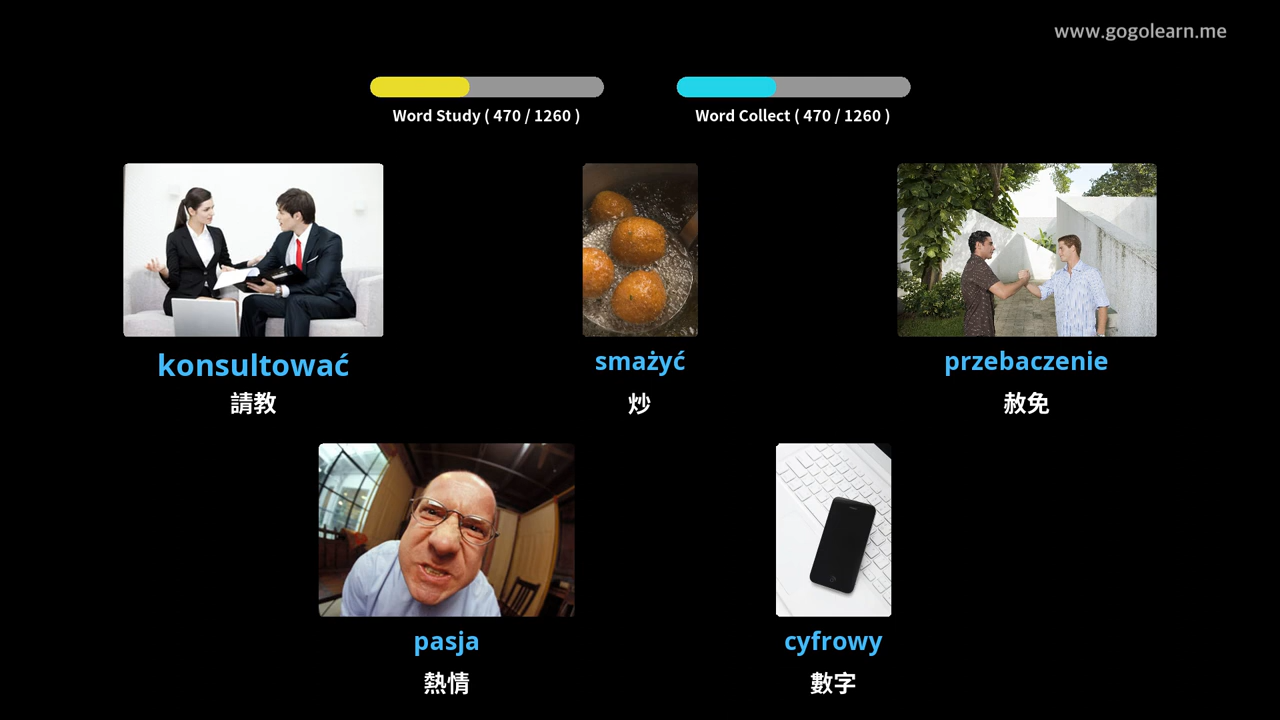 www.gogolearn.me
Word Study ( 470 / 1260 )
Word Collect ( 470 / 1260 )
konsultować
請教
smażyć
炒
przebaczenie
赦免
pasja
熱情
cyfrowy
數字